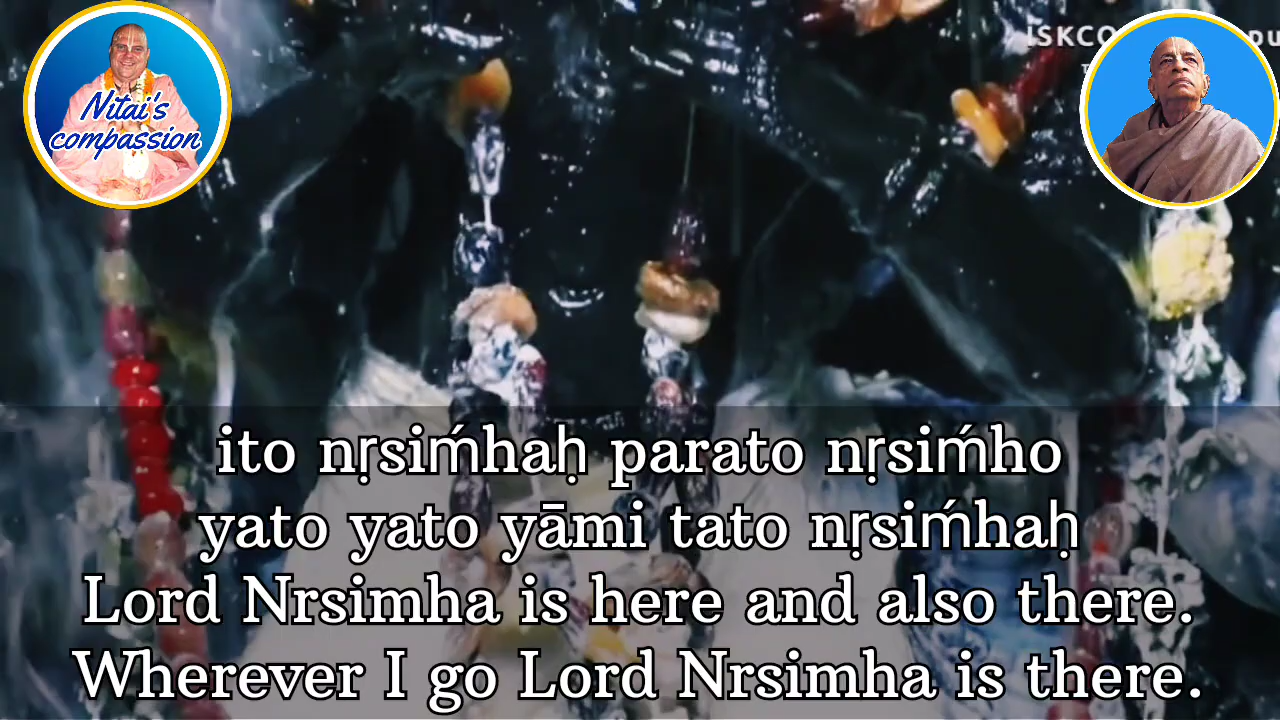 ISKCO
Nitai's
compassion
ito nṛsiḿhaḥ parato nṛsiḿho
yato yato yāmi tato nṛsiḿhaḥ
Lord Nrsimha is here and also there.
Wherever I go Lord Nrsimha is there.